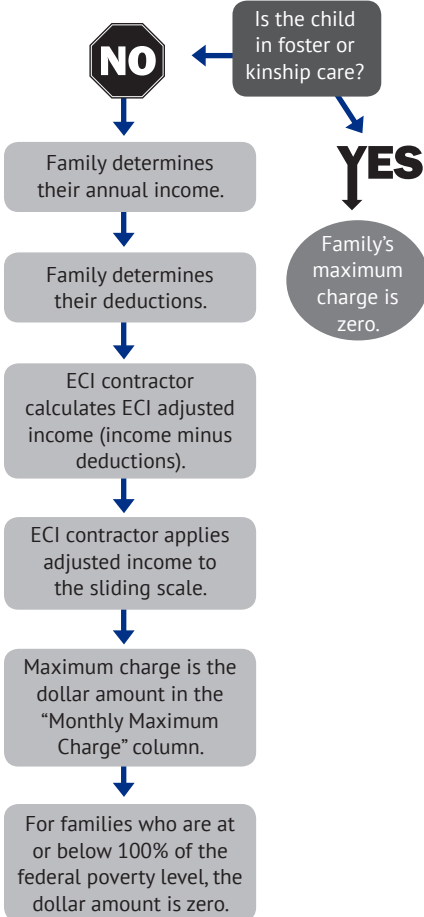 Is the child
in foster or
kinship care?
NO
YES
Family's
maximum
charge is
zero.
Family determines
their annual income.
Family determines
their deductions.
ECI contractor
calculates ECI adjusted
income (income minus
deductions).
ECI contractor applies
adjusted income to
the sliding scale.
Maximum charge is the
dollar amount in the
“Monthly Maximum
Charge” column.
For families who are at
or below 100% of the
federal poverty level, the
dollar amount is zero.